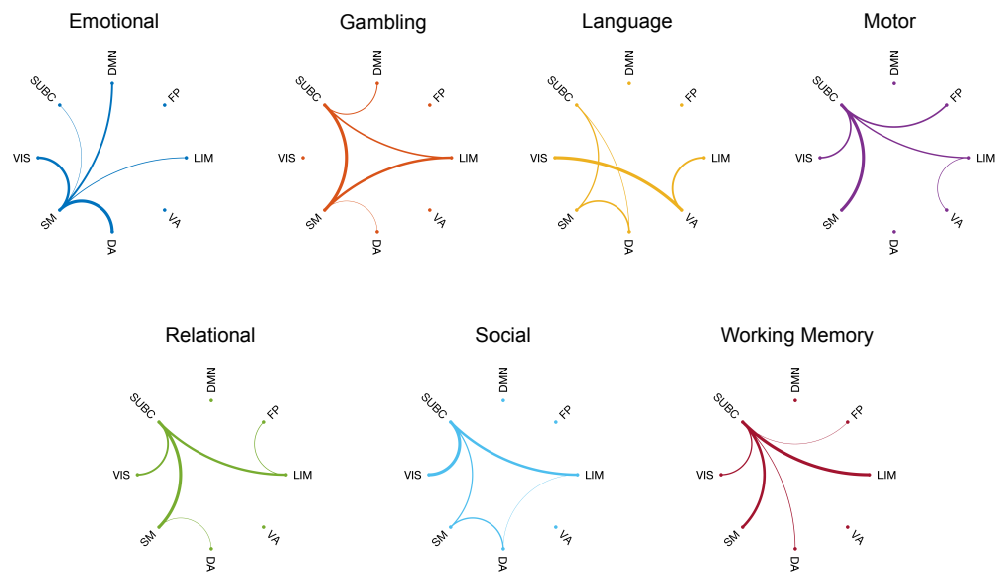 Emotional
DMN
SUBC
FP
VIS
LIM
SM
VA
DA
Gambling
DMN
SUBC
FP
VIS
LIM
SM
VA
DA
Language
DMN
SUBC
FP
VIS
LIM
SM
VA
DA
Motor
DMN
SUBC
FP
VIS
LIM
SM
VA
DA
Relational
DMN
SUBC
FP
VIS
LIM
SM
VA
DA
Social
DMN
SUBC
FP
VIS
LIM
SM
VA
DA
Working Memory
DMN
SUBC
FP
VIS
LIM
SM
VA
DA